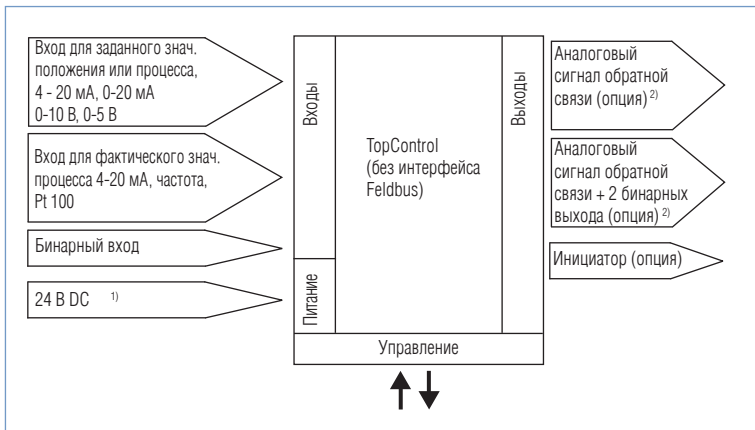 Вход для заданного знач.
положения или процесса,
4 - 20 мА, 0-20 мА
0-10 В, 0-5 В
Вход для фактического знач.
процесса 4-20 мА, частота,
Pt 100
Бинарный вход
24 В DC 1)
Входы
Питание
TopControl
(без интерфейса
Feldbus)
Управление
Выходы
Аналоговый
сигнал обратной
связи (опция) 2)
Аналоговый
сигнал обратной
связи + 2 бинарных
выхода (опция) 2)
Инициатор (опция)